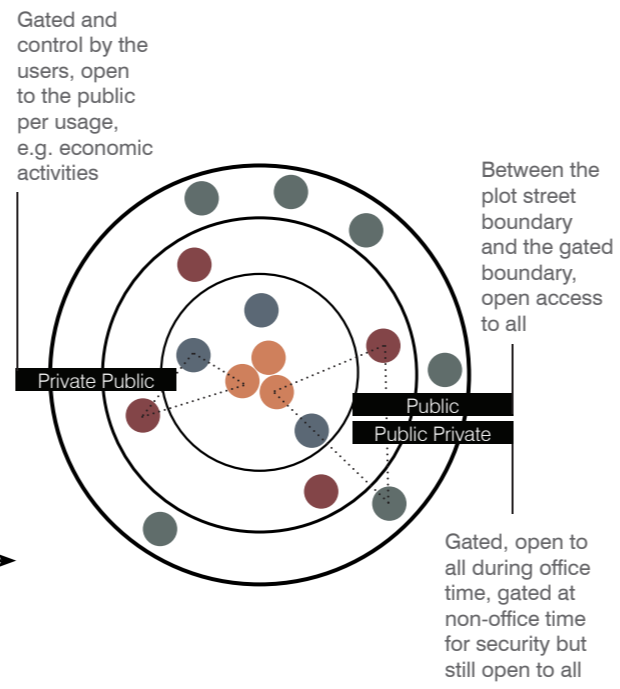 Gated and
control by the
users, open
to the public
per usage,
e.g. economic
activities
Between the
plot street
boundary
and the gated
boundary,
open access
to all
Private Public
Public
Public Private
Gated, open to
all during office
time, gated at
non-office time
for security but
still open to all